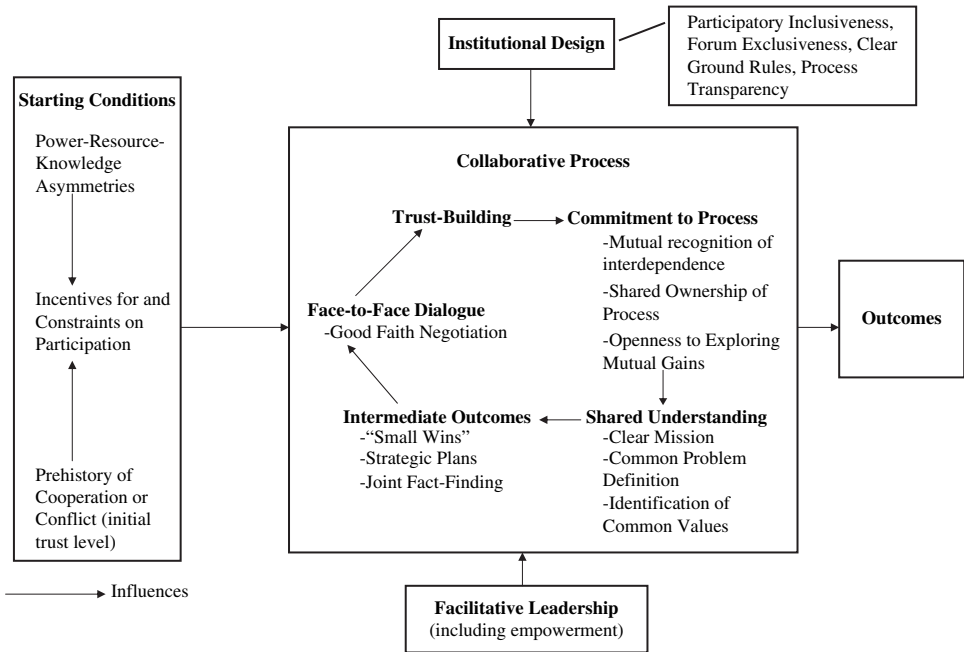 Institutional Design
Participatory Inclusiveness,
Forum Exclusiveness, Clear
Ground Rules, Process
Transparency
Starting Conditions
Power-Resource-
Knowledge
Asymmetries
Incentives for and
Constraints on
Participation
Prehistory of
Cooperation or
Conflict (initial
trust level)
Influences
Collaborative Process
Trust-Building
Commitment to Process
-Mutual recognition of
interdependence
-Shared Ownership of
Process
-Openness to Exploring
Mutual Gains
Face-to-Face Dialogue
-Good Faith Negotiation
Intermediate Outcomes
-“Small Wins”
-Strategic Plans
-Joint Fact-Finding
Shared Understanding
-Clear Mission
-Common Problem
Definition
-Identification of
Common Values
Outcomes
Facilitative Leadership
(including empowerment)